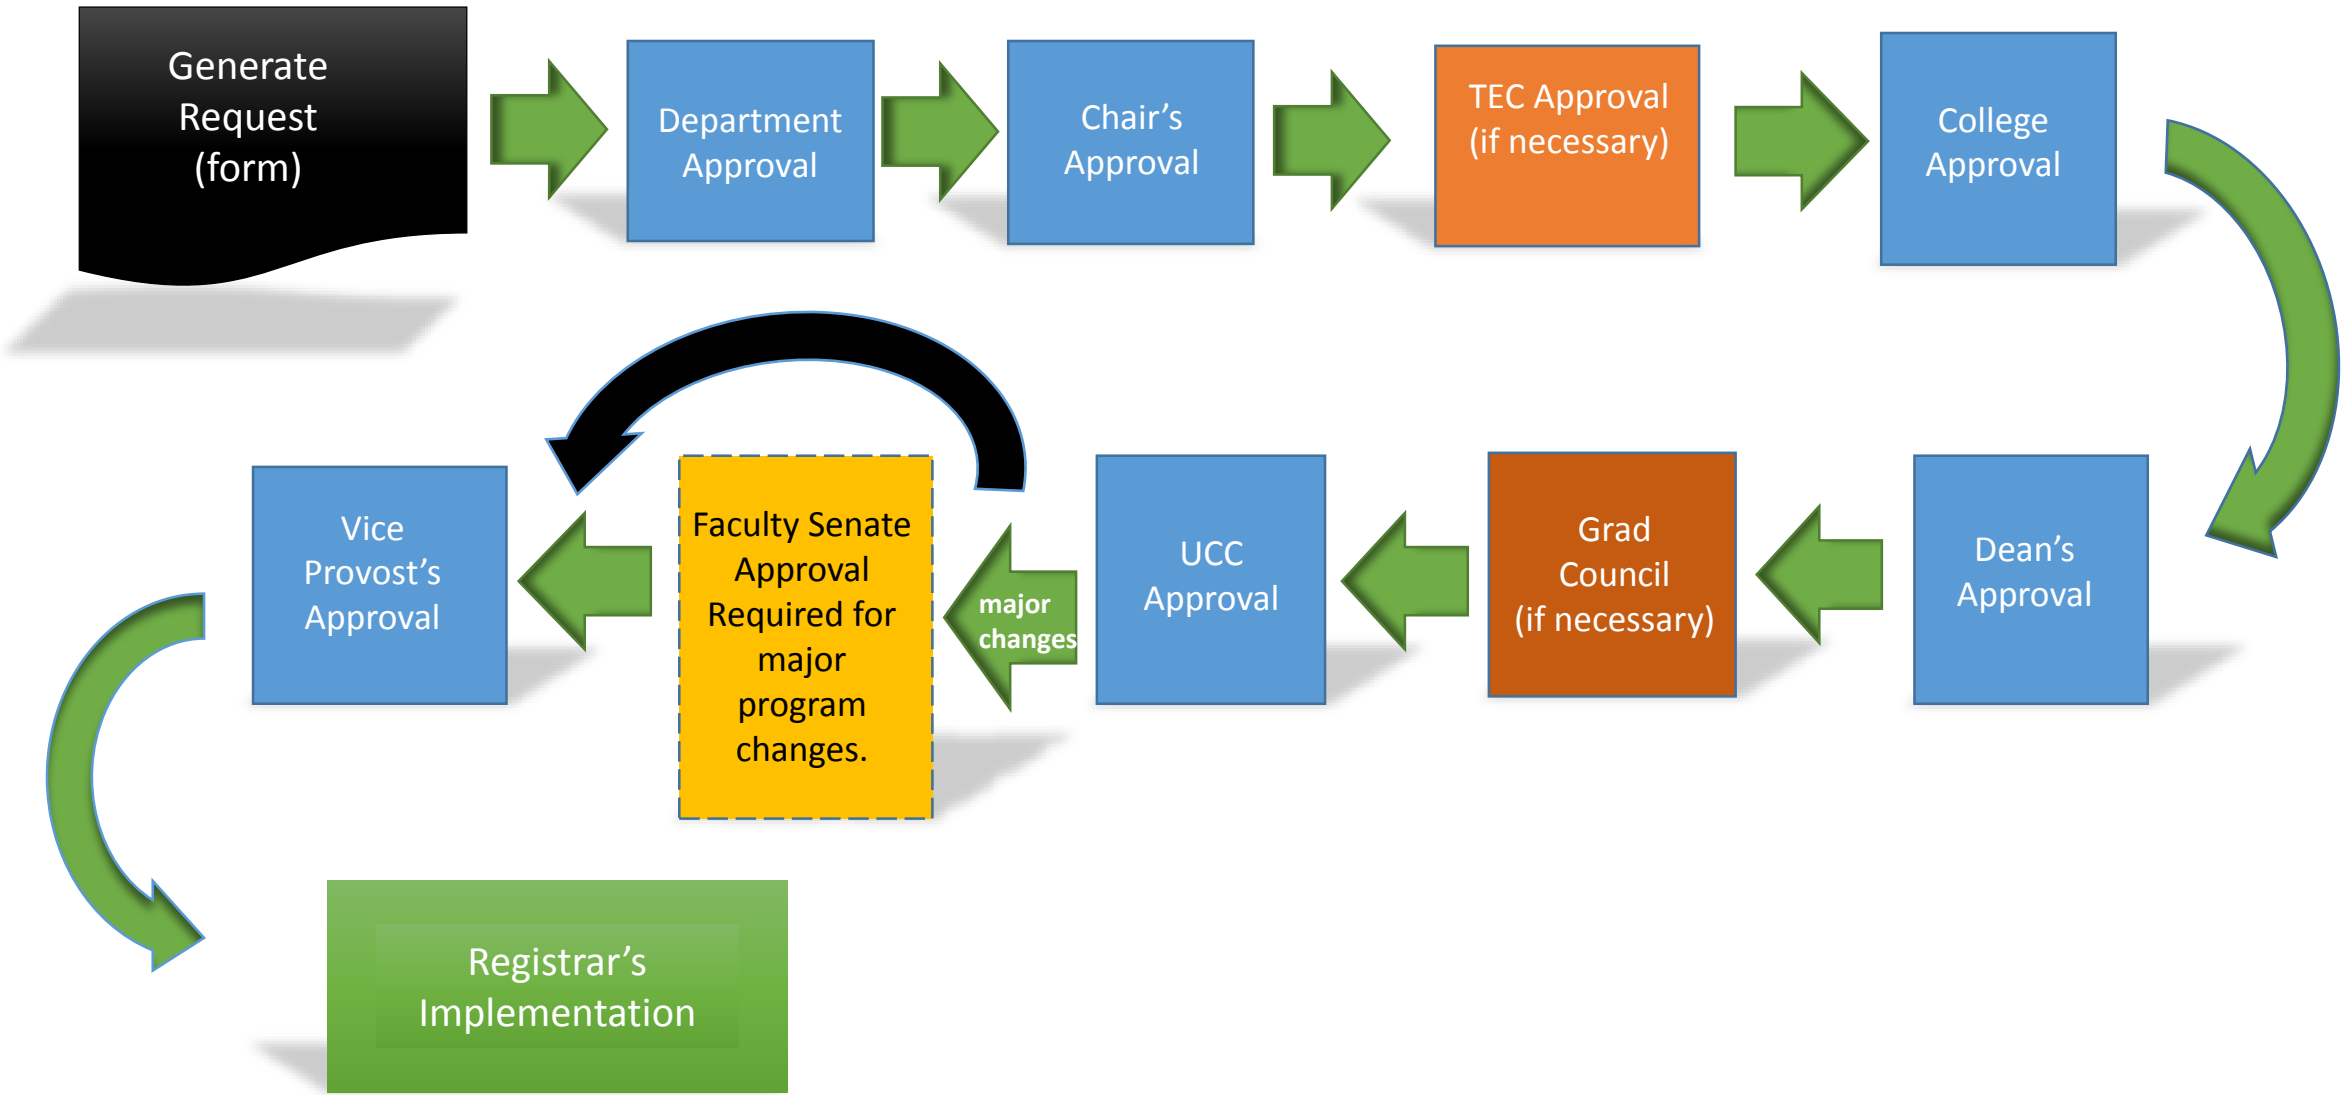 Generate
Request
(form)
Department
Approval
Chair’s
Approval
TEC Approval
(if necessary)
College
Approval
Dean’s
Approval
Grad
Council
(if necessary)
UCC
Approval
major
changes
Faculty Senate
Approval
Required for
major
program
changes.
Vice
Provost’s
Approval
Registrar’s
Implementation